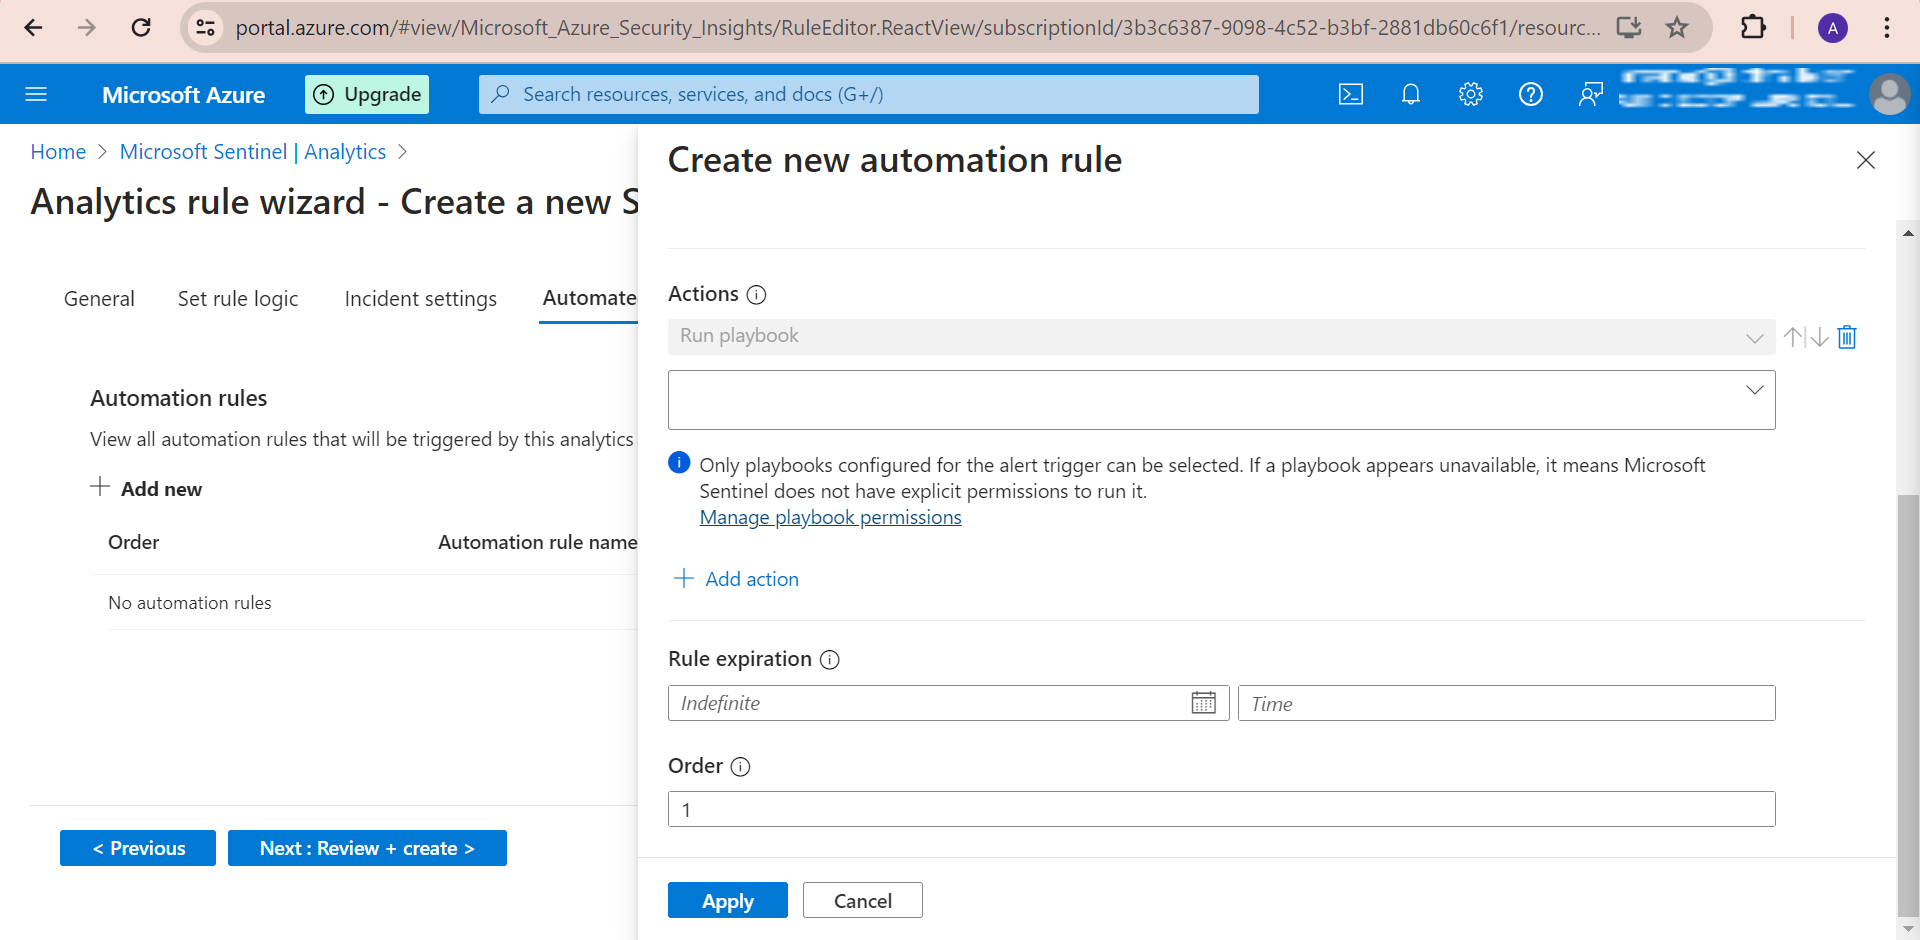 portal.azure.com/#view/Microsoft_Azure_Security_Insights/RuleEditor.ReactView/subscriptionId/3b3c6387-9098-4c52-b3bf-2881db60c6f1/resourc...
A
Microsoft Azure
Upgrade
Search resources, services, and docs (G+/)
Home > Microsoft Sentinel | Analytics >
Analytics rule wizard - Create a new S
General
Set rule logic
Incident settings
Automate
Automation rules
View all automation rules that will be triggered by this analytics
Add new
Order
Automation rule name
No automation rules
< Previous
Next : Review + create >
Create new automation rule
Actions
Run playbook
Only playbooks configured for the alert trigger can be selected. If a playbook appears unavailable, it means Microsoft
Sentinel does not have explicit permissions to run it.
Manage playbook permissions
Add action
Rule expiration
Indefinite
Time
Order
1
Apply
Cancel